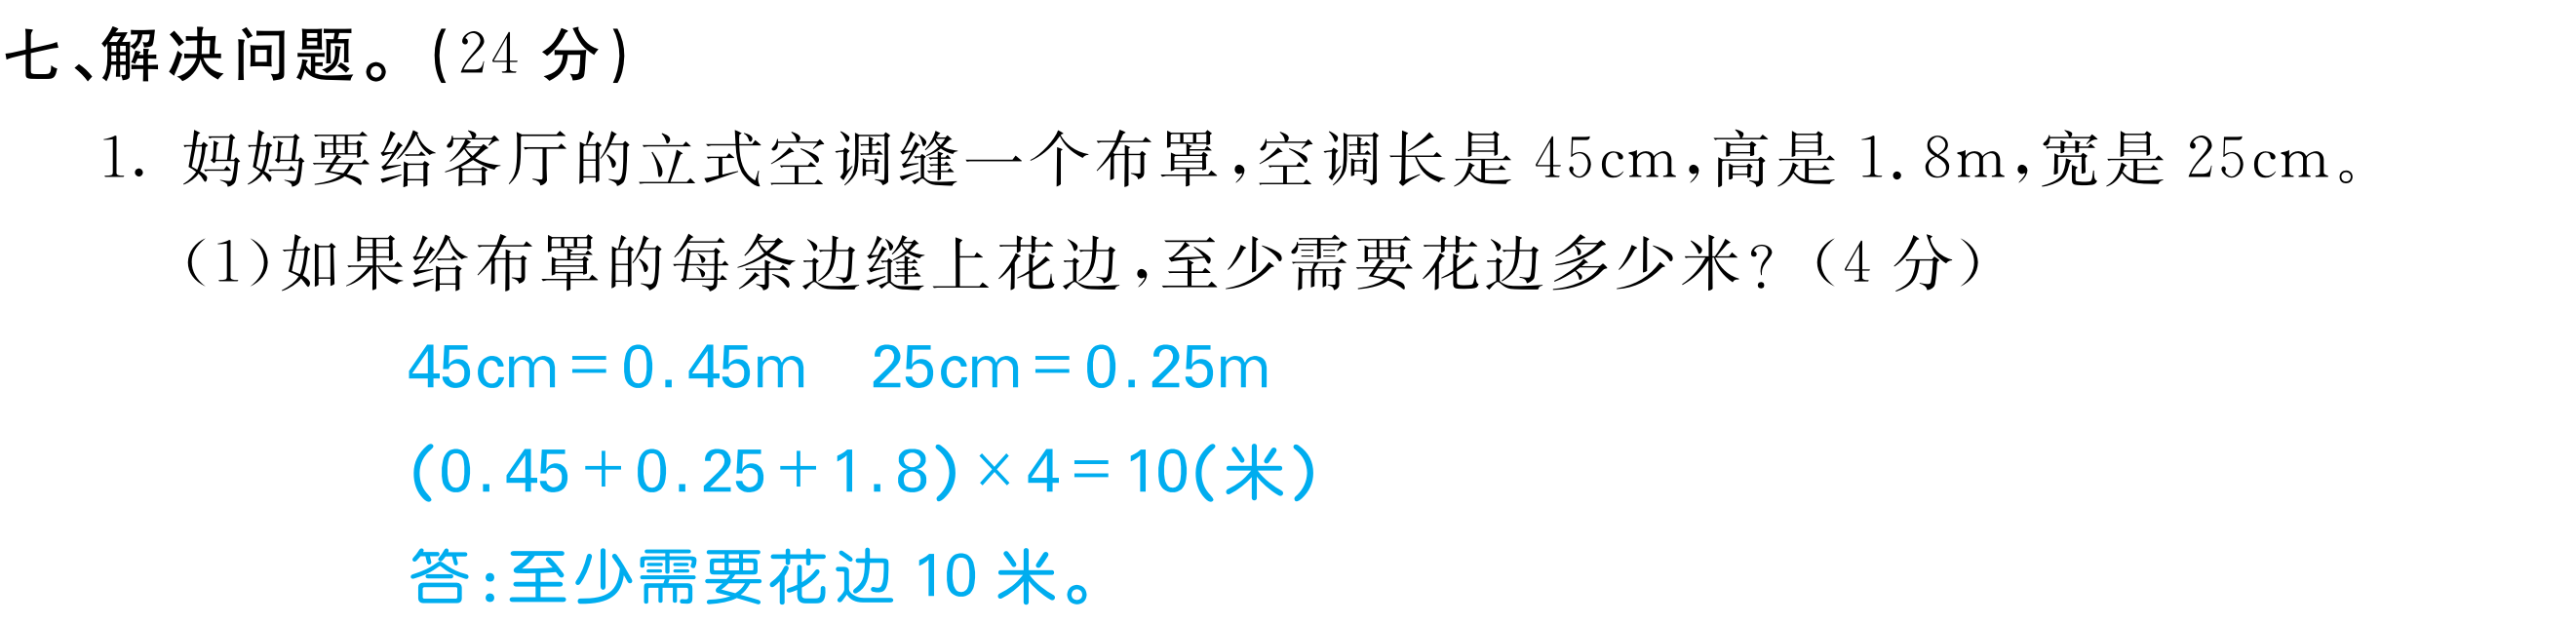 七、解决问题。(24 分)
1. 妈妈要给客厅的立式空调缝一个布罩,空调长是 45cm,高是 1. 8m,宽是 25cm。
(1)如果给布罩的每条边缝上花边,至少需要花边多少米?(4 分)
45cm=0.45m  25cm=0.25m
(0.45+0.25+1.8)×4=10(米)
答:至少需要花边 10 米。